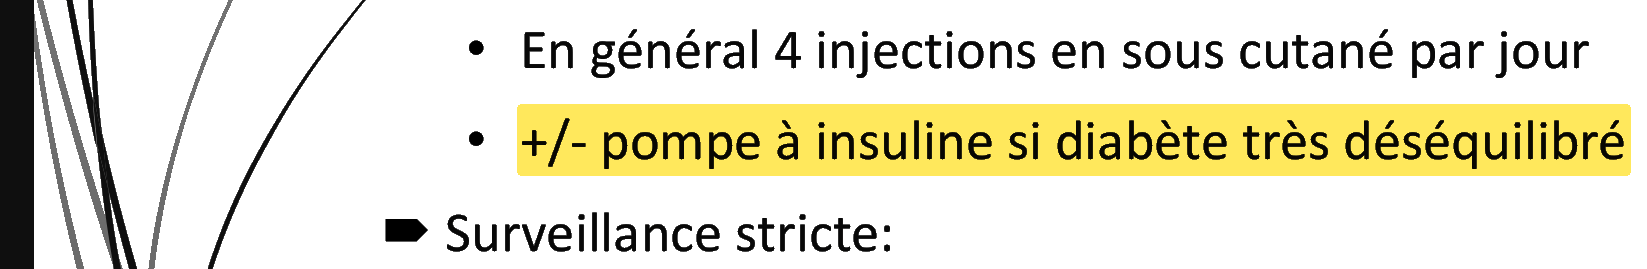 • En général 4 injections en sous cutané par jour
• +/- pompe à insuline si diabète très déséquilibré
Surveillance stricte: